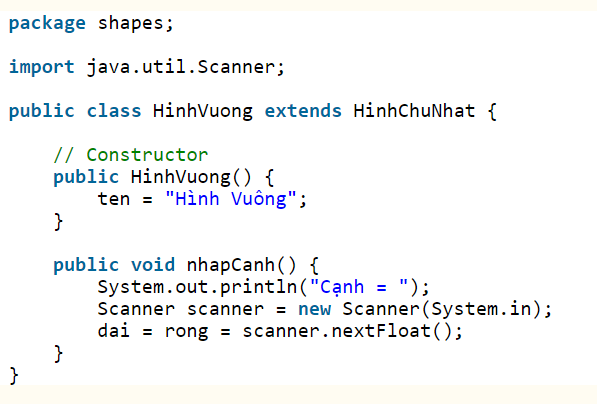 package shapes;
import java.util.Scanner;
public class HinhVuong extends HinhChuNhat {
// Constructor
public HinhVuong() {
ten = "Hình Vuông";
}
public void nhapCanh() {
System.out.println("Cạnh = ");
Scanner scanner = new Scanner(System.in);
dai = rong = scanner.nextFloat();
}
}